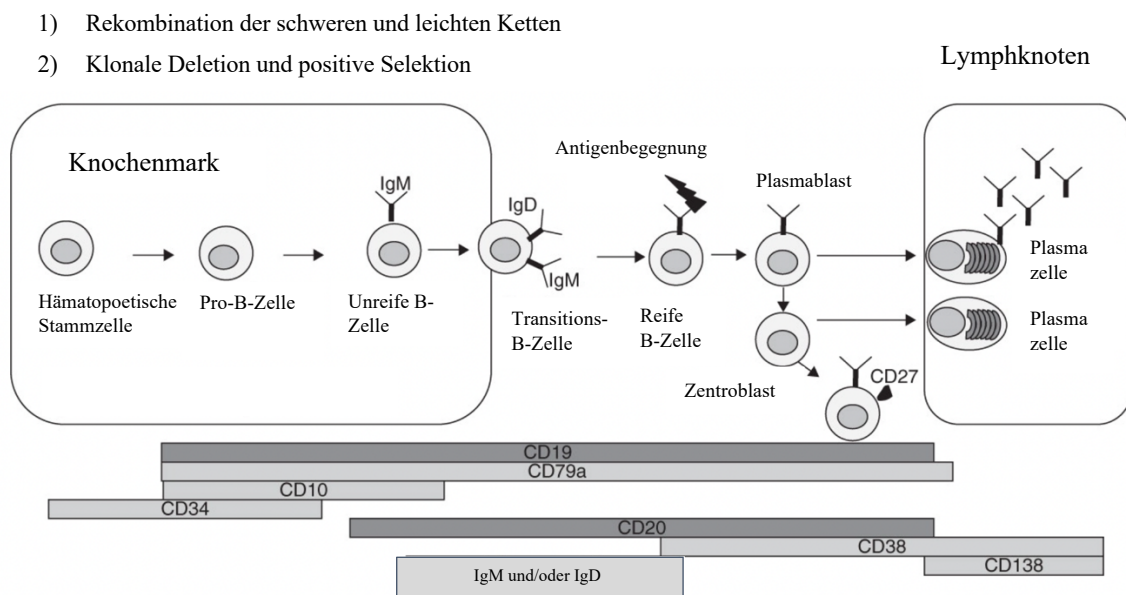 1) Rekombination der schweren und leichten Ketten
2) Klonale Deletion und positive Selektion
Lymphknoten
Knochenmark
Antigenbegegnung
Plasmablast
IgM
IgD
IgM
Hämatopoetische
Stammzelle
Pro-B-Zelle
Unreife B-
Zelle
Transitions-
B-Zelle
Reife
B-Zelle
Plasma
zelle
Plasma
zelle
Zentroblast
CD27
CD19
CD79a
CD10
CD34
CD20
CD38
CD138
IgM und/oder IgD